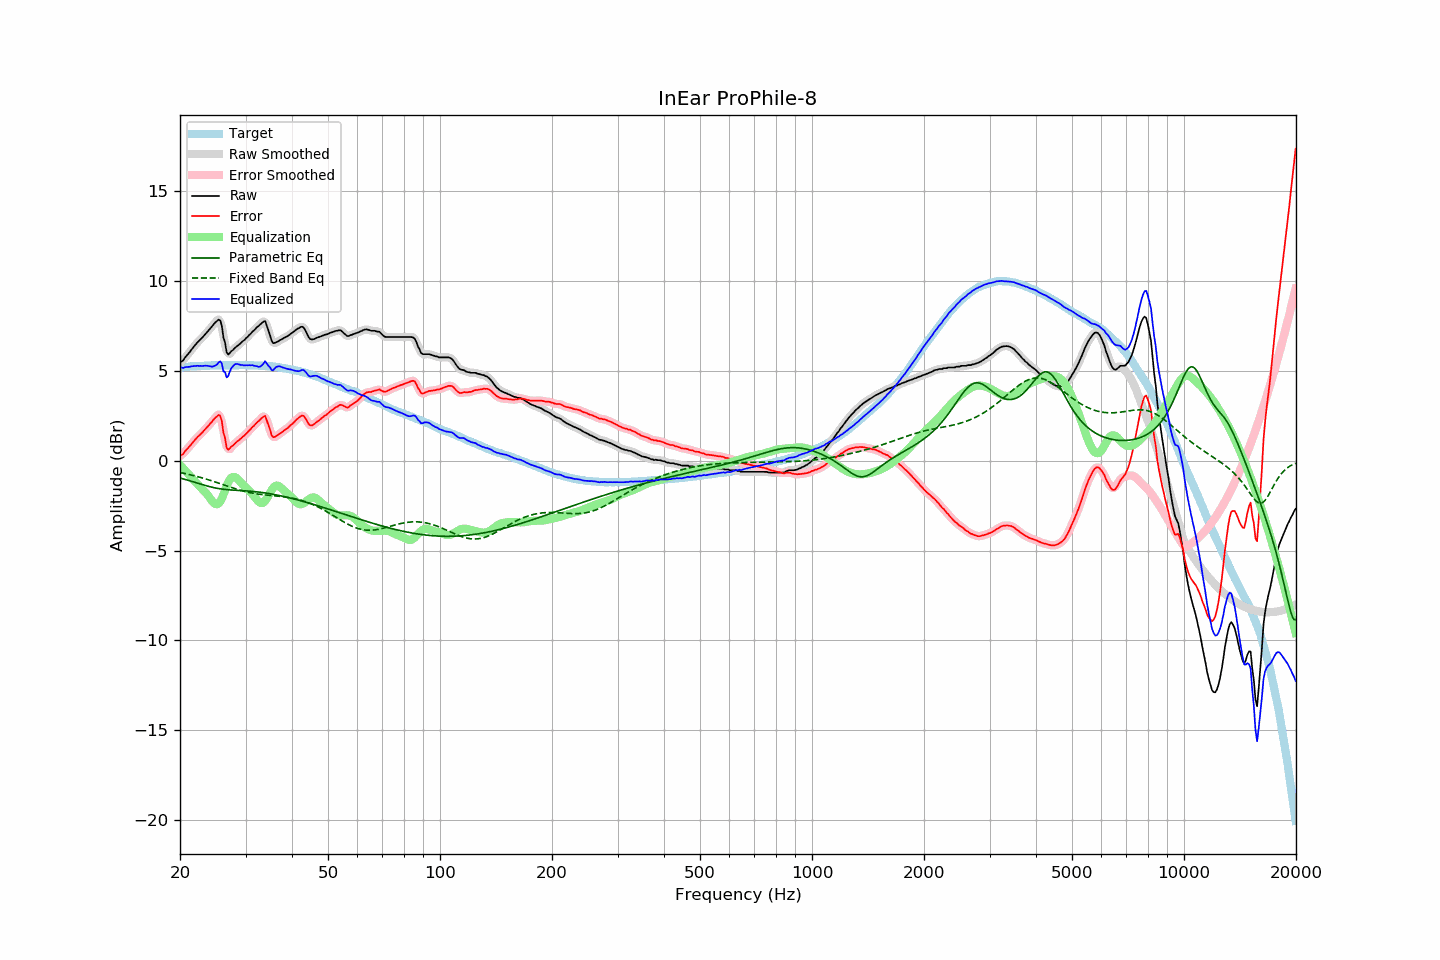 InEar ProPhile-8
Target
Raw Smoothed
Error Smoothed
Raw
Error
Equalization
Parametric Eq
Fixed Band Eq
Equalized
15
10
5
0
−5
−10
−15
−20
Amplitude (dBr)
20 50 100 200 500 1000 2000 5000 10000 20000
Frequency (Hz)